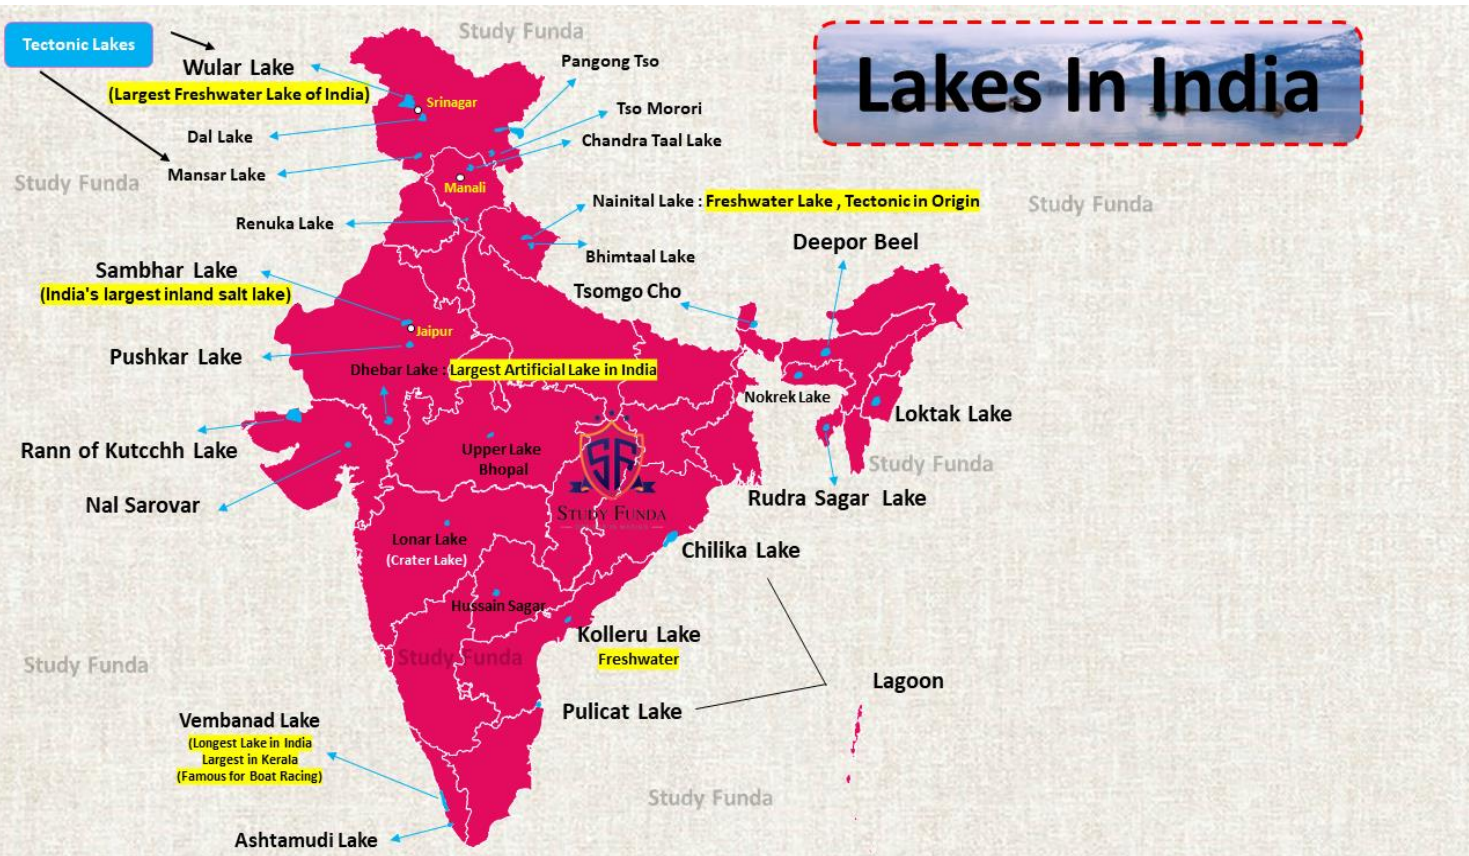 Study Funda
Tectonic Lakes
Lakes In India
Wular Lake
(Largest Freshwater Lake of India)
Pangong Tso
Srinagar
Tso Morori
Dal Lake
Chandra Taal Lake
Mansar Lake
Study Funda
Manali
Nainital Lake : Freshwater Lake , Tectonic in Origin
Study Funda
Renuka Lake
Deepor Beel
Bhimtaal Lake
Sambhar Lake
(India's largest inland salt lake)
Tsomgo Cho
Jaipur
Pushkar Lake
Dhebar Lake : Largest Artificial Lake in India
Nokrek Lake
Loktak Lake
Rann of Kutcchh Lake
Upper Lake
Bhopal
SF
Study Funda
Nal Sarovar
Rudra Sagar Lake
STUDY FUNDA
Lonar Lake
(Crater Lake)
Chilika Lake
Hussain Sagar
Kolleru Lake
Freshwater
Study Funda
Study Funda
Lagoon
Pulicat Lake
Vembanad Lake
(Longest Lake in India
Largest in Kerala
(Famous for Boat Racing)
Study Funda
Ashtamudi Lake